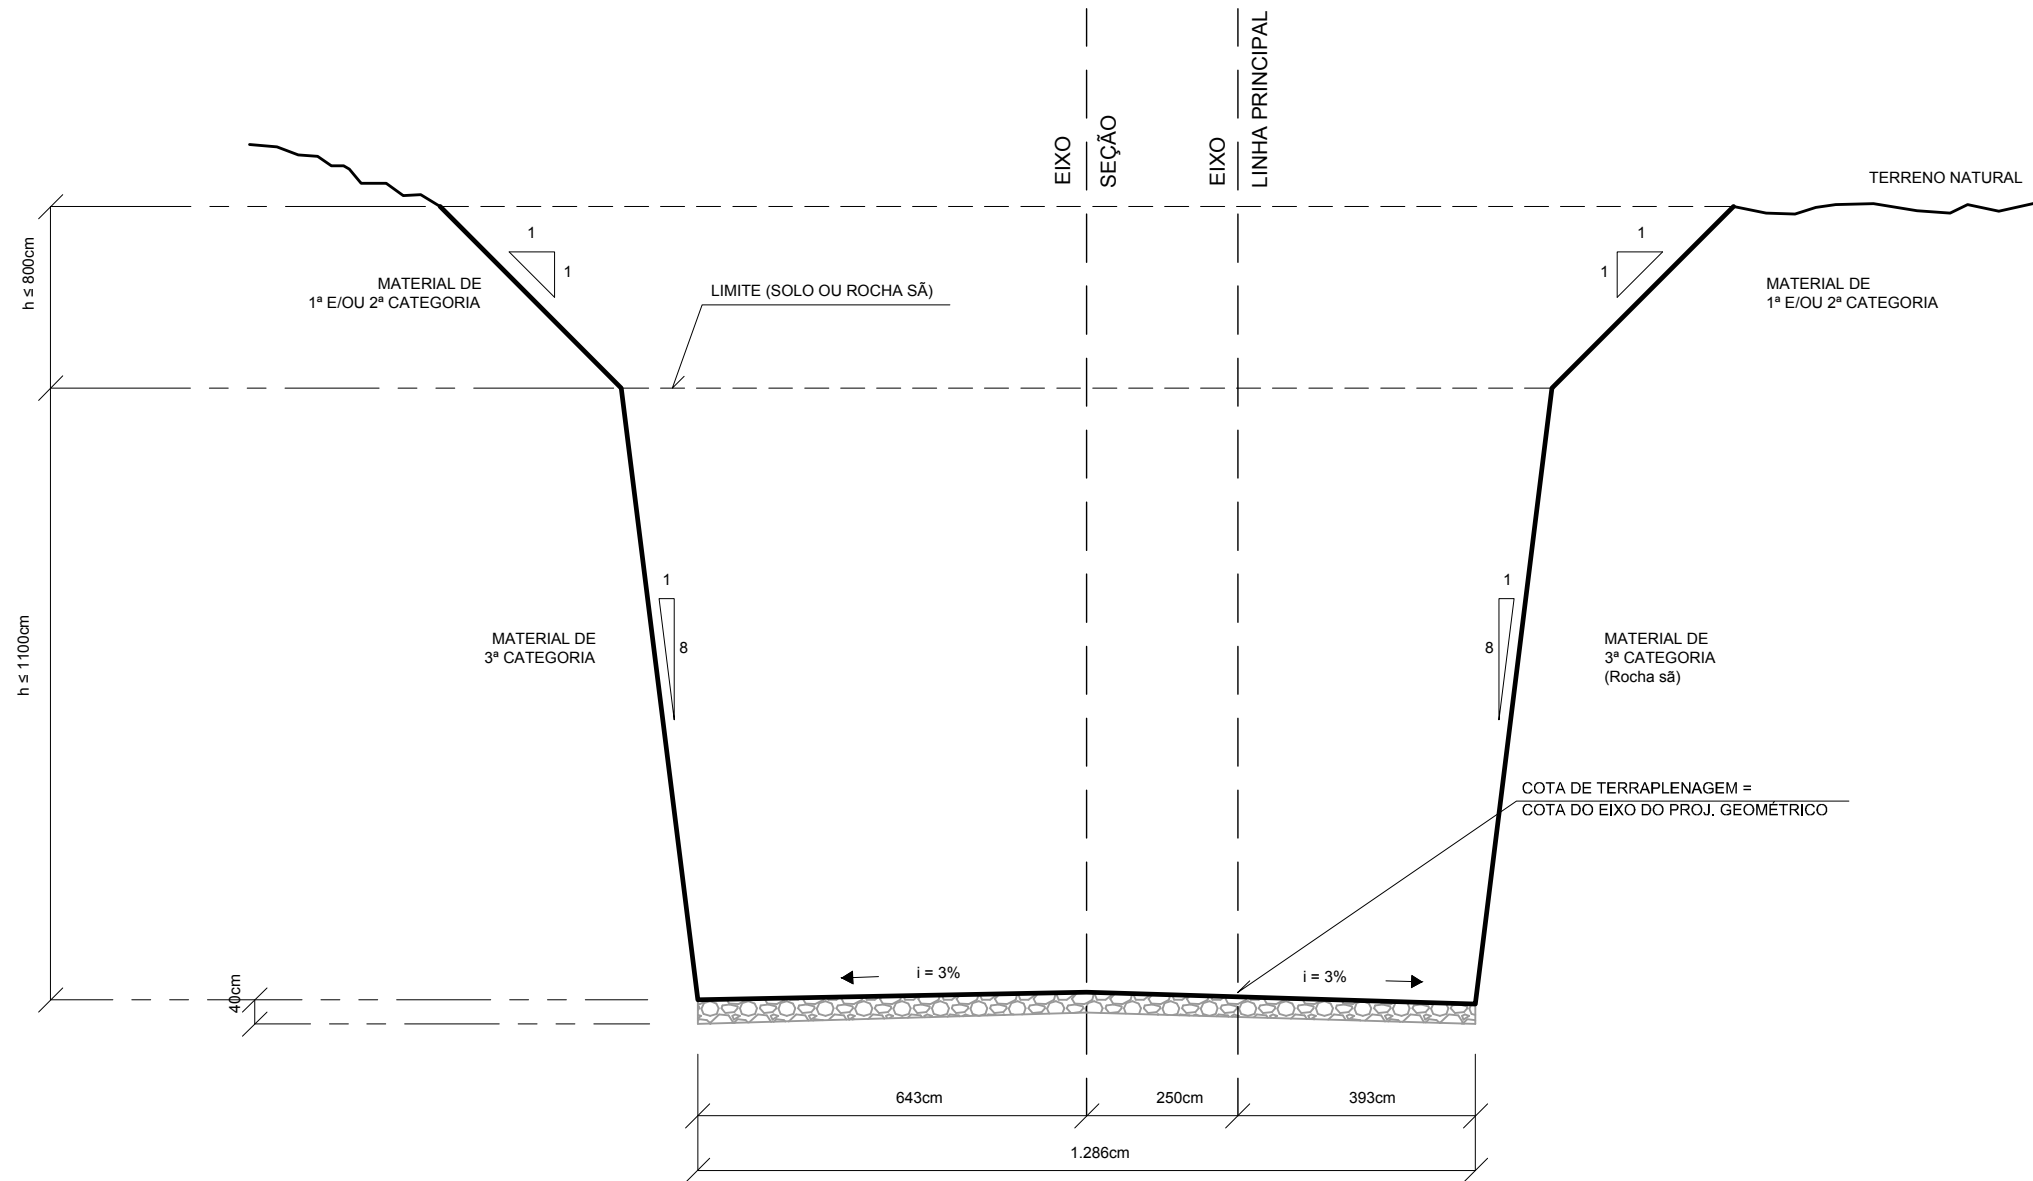 EIXO
SEÇÃO
EIXO
LINHA PRINCIPAL
TERRENO NATURAL
h ≤ 800cm
1
1
MATERIAL DE
1ª E/OU 2ª CATEGORIA
LIMITE (SOLO OU ROCHA SÃ)
1
1
MATERIAL DE
1ª E/OU 2ª CATEGORIA
h ≤ 1100cm
1
8
MATERIAL DE
3ª CATEGORIA
1
8
MATERIAL DE
3ª CATEGORIA
(Rocha sã)
COTA DE TERRAPLENAGEM =
COTA DO EIXO DO PROJ. GEOMÉTRICO
40cm
i = 3%
i = 3%
643cm
250cm
393cm
1.286cm